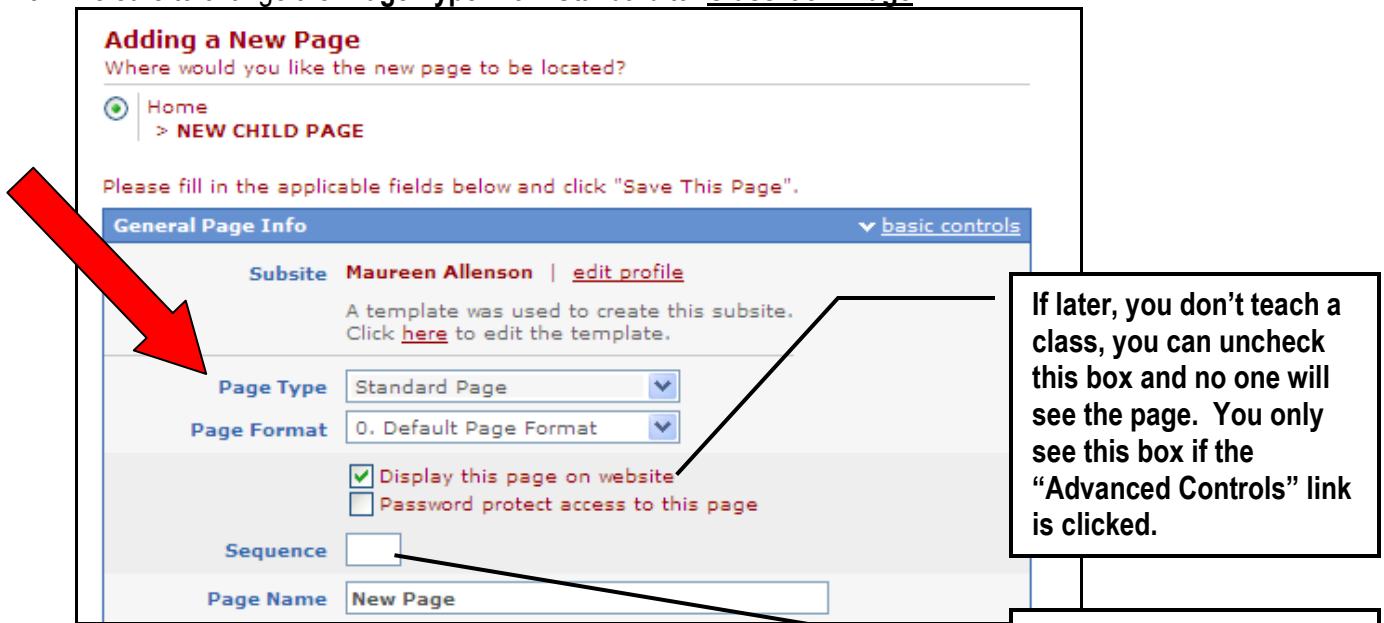 Adding a New Page
Where would you like the new page to be located?
Home
> NEW CHILD PAGE
Please fill in the applicable fields below and click "Save This Page".
General Page Info basic controls
Subsite Maureen Allenson | edit profile
A template was used to create this subsite.
Click here to edit the template.
Page Type Standard Page
Page Format 0. Default Page Format
Display this page on website
Password protect access to this page
Sequence
Page Name New Page
If later, you don’t teach a
class, you can uncheck
this box and no one will
see the page. You only
see this box if the
“Advanced Controls” link
is clicked.